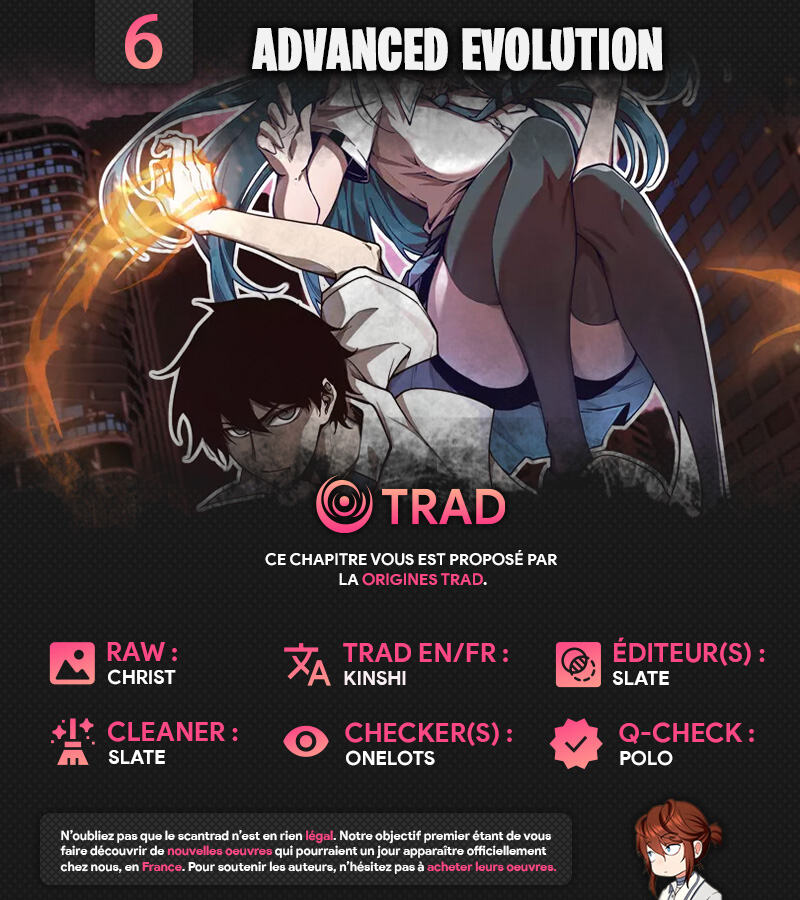 6
ADVANCED EVOLUTION
TRAD
CE CHAPITRE VOUS EST PROPOSÉ PAR
LA ORIGINES TRAD.
RAW :
CHRIST
TRAD EN/FR :
KINSHI
ÉDITEUR(S) :
SLATE
CLEANER :
SLATE
CHECKER(S) :
ONELOTS
Q-CHECK :
POLO
N'oubliez pas que le scantrad n'est en rien légal. Notre objectif premier étant de vous
faire découvrir de nouvelles oeuvres qui pourraient un jour apparaître officiellement
chez nous, en France. Pour soutenir les auteurs, n'hésitez pas à acheter leurs oeuvres.